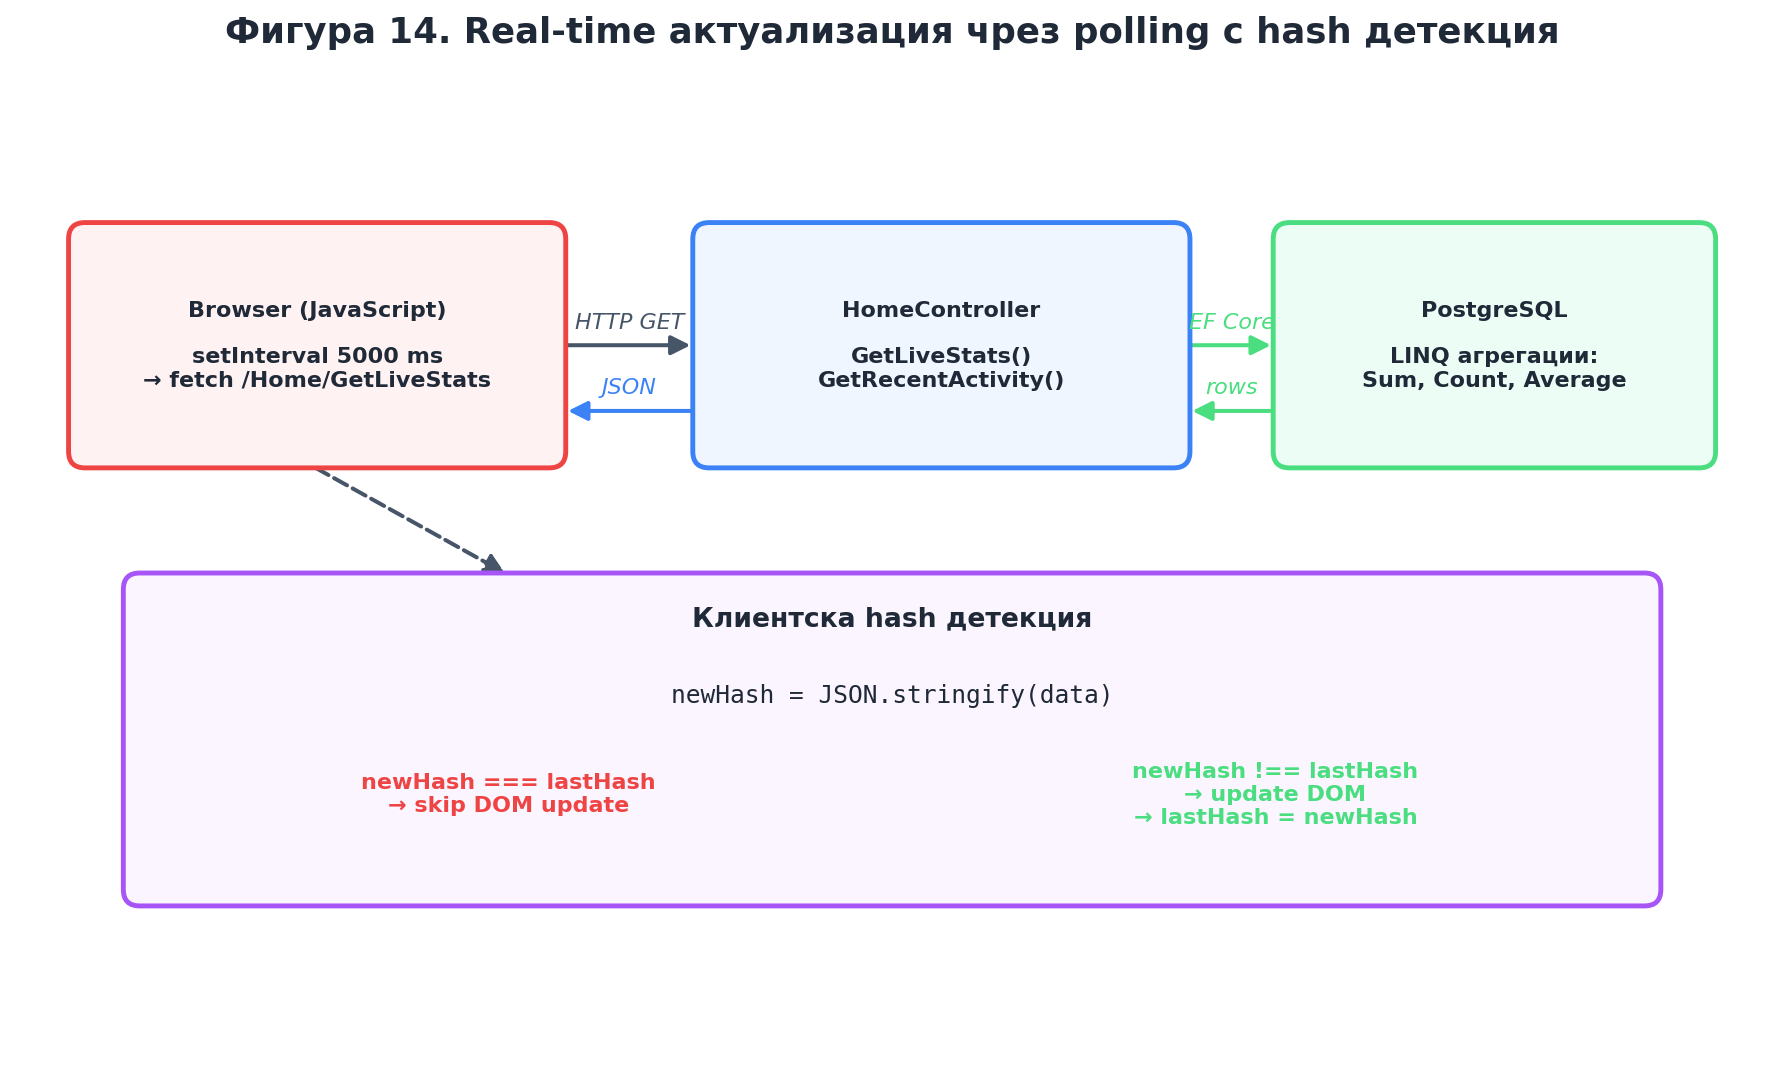 Фигура 14. Real-time актуализация чрез polling с hash детекция
Browser (JavaScript)
setInterval 5000 ms
→ fetch /Home/GetLiveStats
HTTP GET
JSON
HomeController
GetLiveStats()
GetRecentActivity()
EF Core
rows
PostgreSQL
LINQ агрегации:
Sum, Count, Average
Клиентска hash детекция
newHash = JSON.stringify(data)
newHash === lastHash
→ skip DOM update
newHash !== lastHash
→ update DOM
→ lastHash = newHash